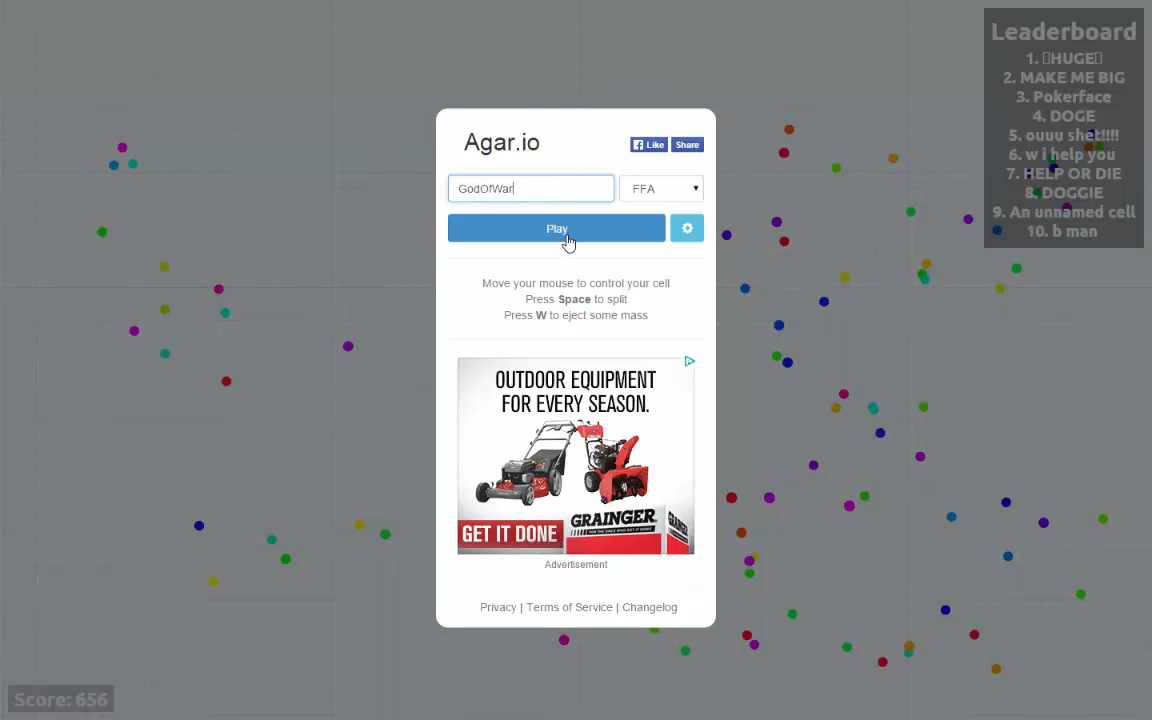 Leaderboard
1. HUGE
2. MAKE ME BIG
3. Pokerface
4. DOGE
5. ouuu shet!!!!
6. w i help you
7. HELP OR DIE
8. DOGGIE
9. An unnamed cell
10. b man
Agar.io
Like
Share
GodOfWar
FFA
Play
Move your mouse to control your cell
Press Space to split
Press W to eject some mass
OUTDOOR EQUIPMENT
FOR EVERY SEASON.
GET IT DONE
GRAINGER
Advertisement
Privacy | Terms of Service | Changelog
Score: 656